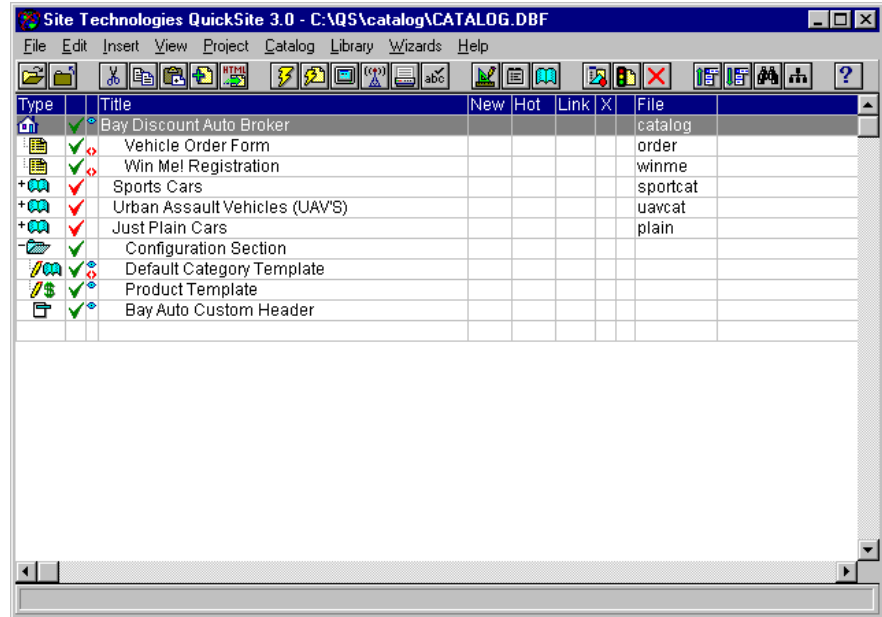 Site Technologies QuickSite 3.0 - C:\QS\catalog\CATALOG.DBF
File Edit Insert View Project Catalog Library Wizards Help
HTML abc ?
Type Title New Hot Link X File
Bay Discount Auto Broker catalog
Vehicle Order Form order
Win Me! Registration winme
Sports Cars sportcat
Urban Assault Vehicles (UAV'S) uavcat
Just Plain Cars plain
Configuration Section
Default Category Template
Product Template
Bay Auto Custom Header